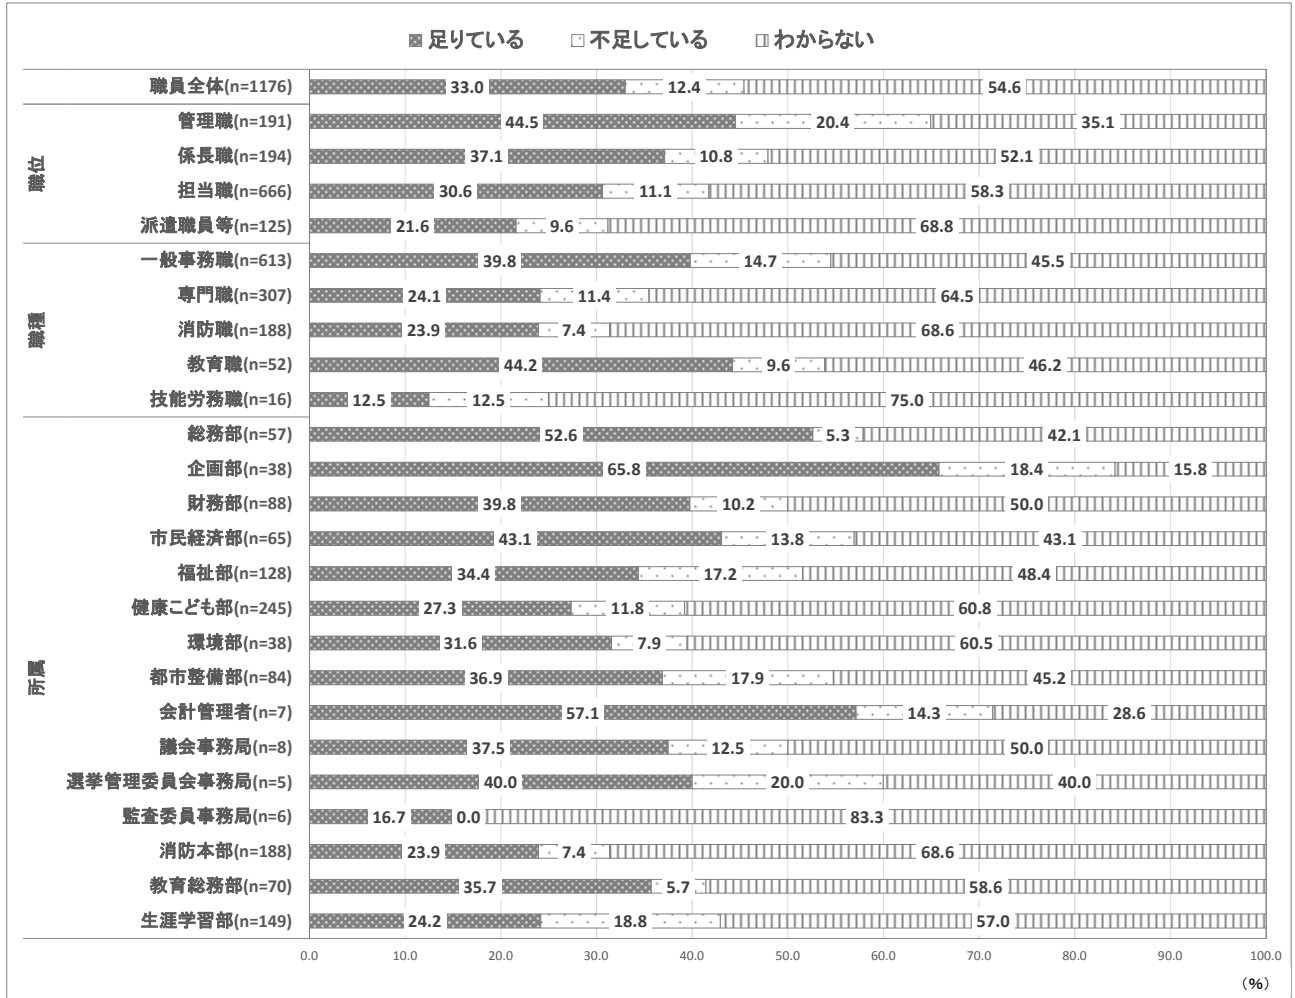 足りている 不足している わからない
職員全体(n=1176) 33.0 12.4 54.6
職位
管理職(n=191) 44.5 20.4 35.1
係長職(n=194) 37.1 10.8 52.1
担当職(n=666) 30.6 11.1 58.3
派遣職員等(n=125) 21.6 9.6 68.8
職種
一般事務職(n=613) 39.8 14.7 45.5
専門職(n=307) 24.1 11.4 64.5
消防職(n=188) 23.9 7.4 68.6
教育職(n=52) 44.2 9.6 46.2
技能労務職(n=16) 12.5 12.5 75.0
所属
総務部(n=57) 52.6 5.3 42.1
企画部(n=38) 65.8 18.4 15.8
財務部(n=88) 39.8 10.2 50.0
市民経済部(n=65) 43.1 13.8 43.1
福祉部(n=128) 34.4 17.2 48.4
健康こども部(n=245) 27.3 11.8 60.8
環境部(n=38) 31.6 7.9 60.5
都市整備部(n=84) 36.9 17.9 45.2
会計管理者(n=7) 57.1 14.3 28.6
議会事務局(n=8) 37.5 12.5 50.0
選挙管理委員会事務局(n=5) 40.0 20.0 40.0
監査委員事務局(n=6) 16.7 0.0 83.3
消防本部(n=188) 23.9 7.4 68.6
教育総務部(n=70) 35.7 5.7 58.6
生涯学習部(n=149) 24.2 18.8 57.0
0.0 10.0 20.0 30.0 40.0 50.0 60.0 70.0 80.0 90.0 100.0
(%)